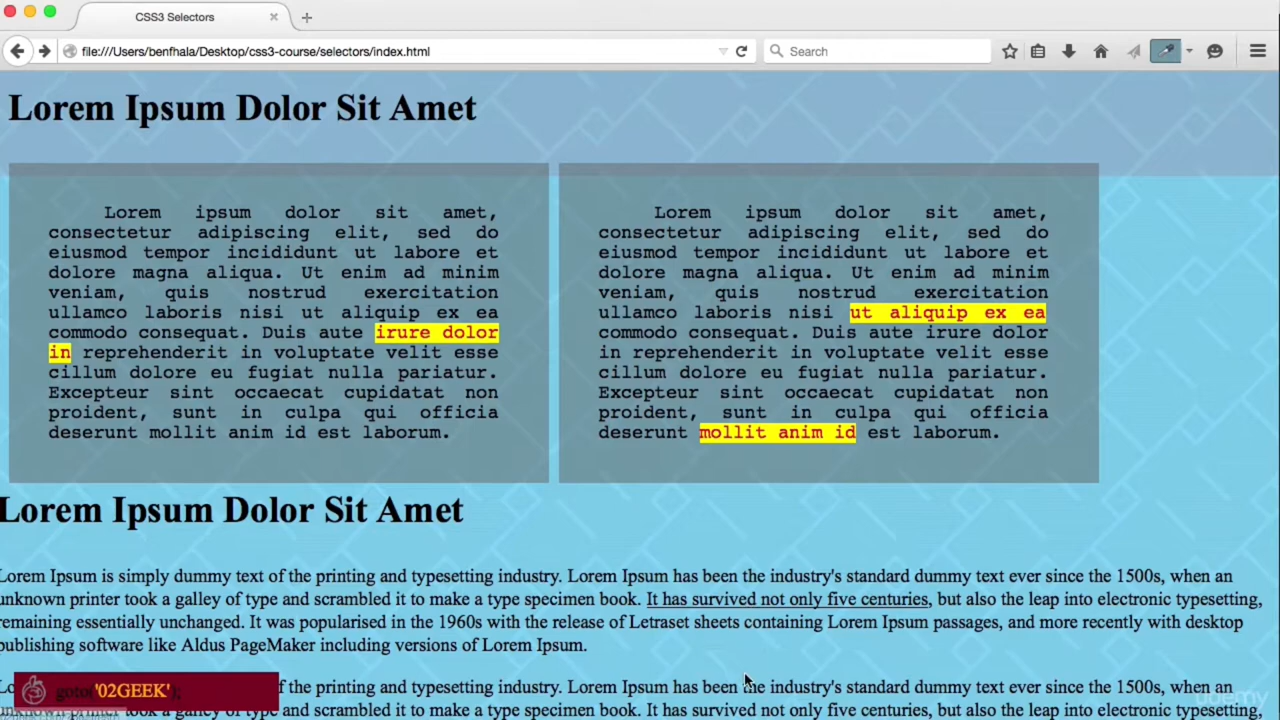 CSS3 Selectors
file:///Users/benfhala/Desktop/css3-course/selectors/index.html
Search
Lorem Ipsum Dolor Sit Amet
Lorem ipsum dolor sit amet,
consectetur adipiscing elit, sed do
eiusmod tempor incididunt ut labore et
dolore magna aliqua. Ut enim ad minim
veniam, quis nostrud exercitation
ullamco laboris nisi ut aliquip ex ea
commodo consequat. Duis aute irure dolor
in reprehenderit in voluptate velit esse
cillum dolore eu fugiat nulla pariatur.
Excepteur sint occaecat cupidatat non
proident, sunt in culpa qui officia
deserunt mollit anim id est laborum.
Lorem ipsum dolor sit amet,
consectetur adipiscing elit, sed do
eiusmod tempor incididunt ut labore et
dolore magna aliqua. Ut enim ad minim
veniam, quis nostrud exercitation
ullamco laboris nisi ut aliquip ex ea
commodo consequat. Duis aute irure dolor
in reprehenderit in voluptate velit esse
cillum dolore eu fugiat nulla pariatur.
Excepteur sint occaecat cupidatat non
proident, sunt in culpa qui officia
deserunt mollit anim id est laborum.
Lorem Ipsum Dolor Sit Amet
Lorem Ipsum is simply dummy text of the printing and typesetting industry. Lorem Ipsum has been the industry's standard dummy text ever since the 1500s, when an
unknown printer took a galley of type and scrambled it to make a type specimen book. It has survived not only five centuries, but also the leap into electronic typesetting,
remaining essentially unchanged. It was popularised in the 1960s with the release of Letraset sheets containing Lorem Ipsum passages, and more recently with desktop
publishing software like Aldus PageMaker including versions of Lorem Ipsum.
goto('02GEEK');
f the printing and typesetting industry. Lorem Ipsum has been the industry's standard dummy text ever since the 1500s, when an
unknown printer took a galley of type and scrambled it to make a type specimen book. It has survived not only five centuries, but also the leap into electronic typesetting,
udemy